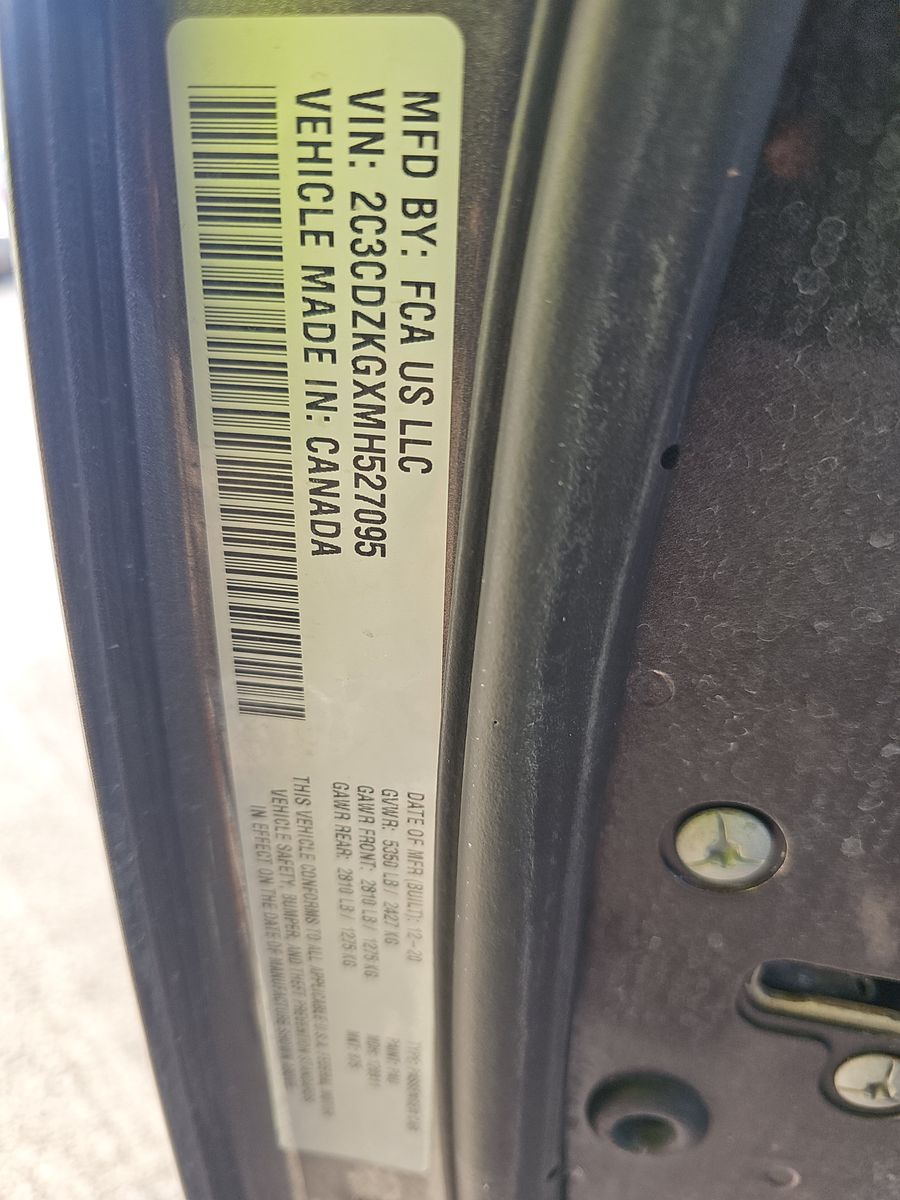 MFD BY: FCA US LLC
VIN: 2C3CDZKGXMH527095
VEHICLE MADE IN: CANADA
DATE OF MFR (BUILT): 12-20
GVWR: 5350 LB / 2427 KG
GAWR FRONT: 2810 LB / 1275 KG
GAWR REAR: 2810 LB / 1275 KG
THIS VEHICLE CONFORMS TO ALL APPLICABLE U.S.A. FEDERAL MOTOR
VEHICLE SAFETY, BUMPER, AND THEFT PREVENTION STANDARDS
IN EFFECT ON THE DATE OF MANUFACTURE SHOWN ABOVE